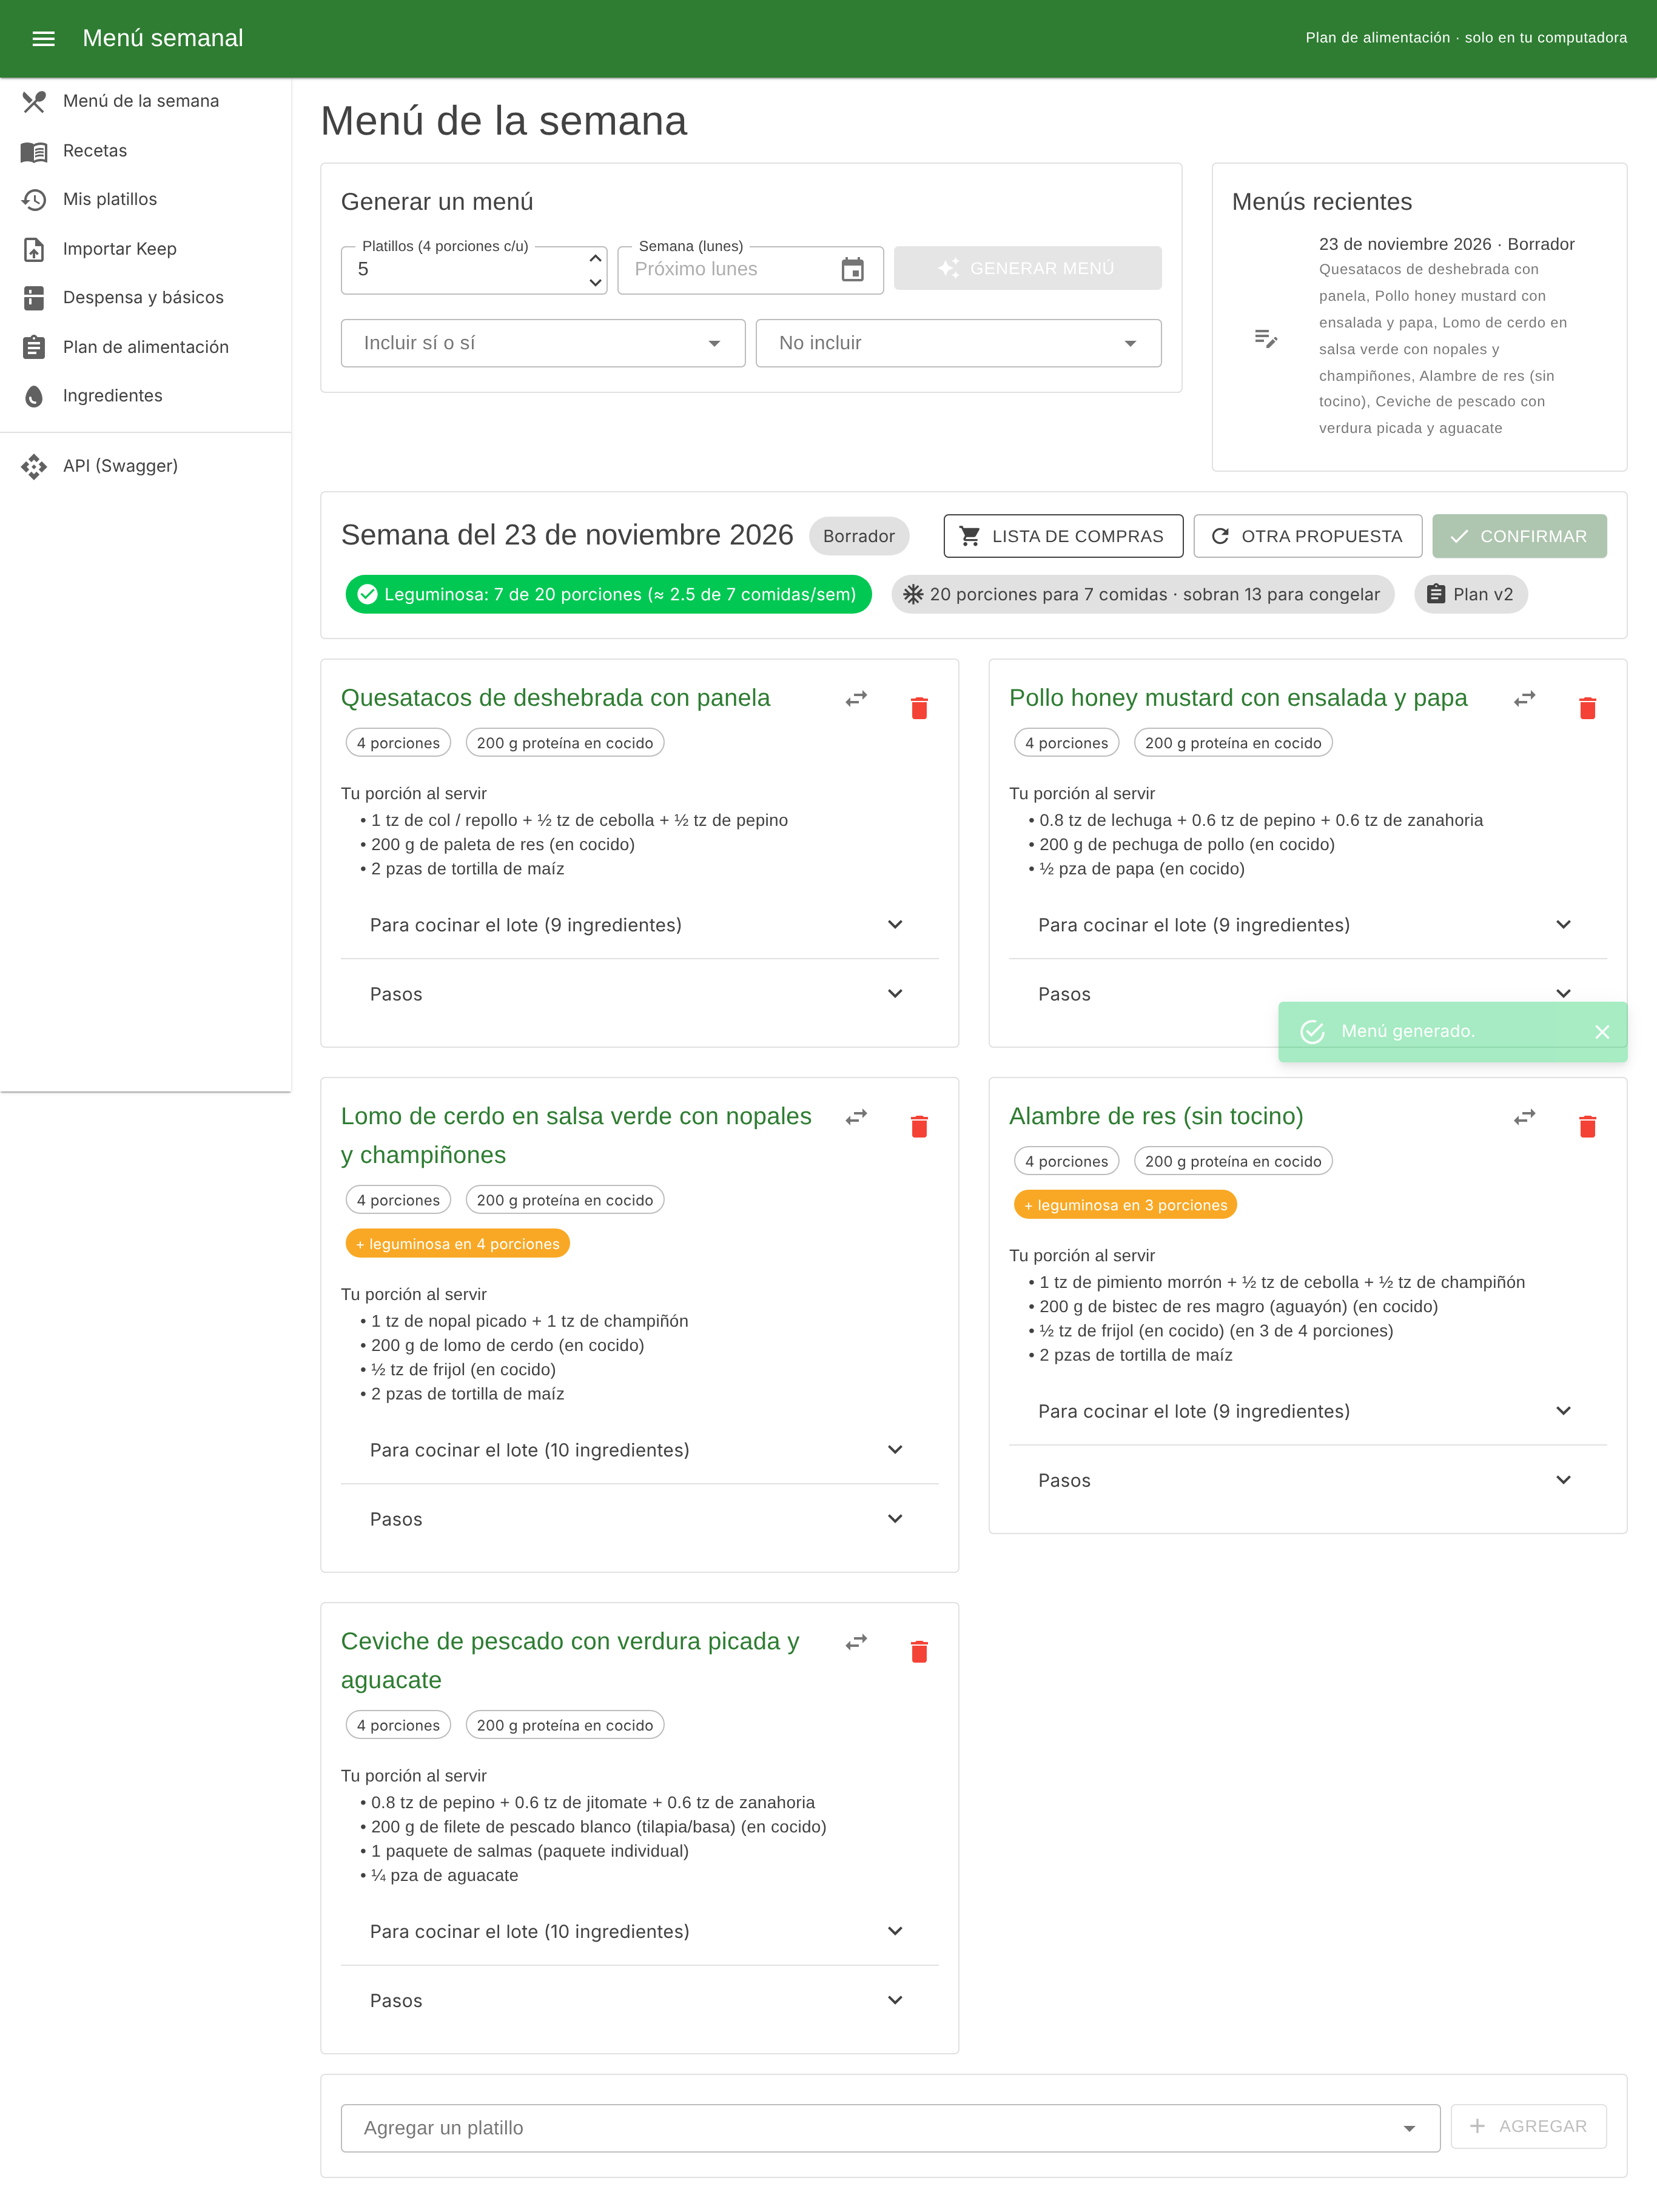 Menú semanal
Plan de alimentación · solo en tu computadora
Menú de la semana
Recetas
Mis platillos
Importar Keep
Despensa y básicos
Plan de alimentación
Ingredientes
API (Swagger)
Menú de la semana
Generar un menú
Platillos (4 porciones c/u)
5
Semana (lunes)
Próximo lunes
GENERAR MENÚ
Incluir sí o sí
No incluir
Menús recientes
23 de noviembre 2026 · Borrador
Quesatacos de deshebrada con
panela, Pollo honey mustard con
ensalada y papa, Lomo de cerdo en
salsa verde con nopales y
champiñones, Alambre de res (sin
tocino), Ceviche de pescado con
verdura picada y aguacate
Semana del 23 de noviembre 2026
Borrador
LISTA DE COMPRAS
OTRA PROPUESTA
CONFIRMAR
Leguminosa: 7 de 20 porciones (≈ 2.5 de 7 comidas/sem)
20 porciones para 7 comidas · sobran 13 para congelar
Plan v2
Quesatacos de deshebrada con panela
4 porciones
200 g proteína en cocido
Tu porción al servir
• 1 tz de col / repollo + ½ tz de cebolla + ½ tz de pepino
• 200 g de paleta de res (en cocido)
• 2 pzas de tortilla de maíz
Para cocinar el lote (9 ingredientes)
Pasos
Pollo honey mustard con ensalada y papa
4 porciones
200 g proteína en cocido
Tu porción al servir
• 0.8 tz de lechuga + 0.6 tz de pepino + 0.6 tz de zanahoria
• 200 g de pechuga de pollo (en cocido)
• ½ pza de papa (en cocido)
Para cocinar el lote (9 ingredientes)
Pasos
Menú generado.
Lomo de cerdo en salsa verde con nopales
y champiñones
4 porciones
200 g proteína en cocido
+ leguminosa en 4 porciones
Tu porción al servir
• 1 tz de nopal picado + 1 tz de champiñón
• 200 g de lomo de cerdo (en cocido)
• ½ tz de frijol (en cocido)
• 2 pzas de tortilla de maíz
Para cocinar el lote (10 ingredientes)
Pasos
Alambre de res (sin tocino)
4 porciones
200 g proteína en cocido
+ leguminosa en 3 porciones
Tu porción al servir
• 1 tz de pimiento morrón + ½ tz de cebolla + ½ tz de champiñón
• 200 g de bistec de res magro (aguayón) (en cocido)
• ½ tz de frijol (en cocido) (en 3 de 4 porciones)
• 2 pzas de tortilla de maíz
Para cocinar el lote (9 ingredientes)
Pasos
Ceviche de pescado con verdura picada y
aguacate
4 porciones
200 g proteína en cocido
Tu porción al servir
• 0.8 tz de pepino + 0.6 tz de jitomate + 0.6 tz de zanahoria
• 200 g de filete de pescado blanco (tilapia/basa) (en cocido)
• 1 paquete de salmas (paquete individual)
• ¼ pza de aguacate
Para cocinar el lote (10 ingredientes)
Pasos
Agregar un platillo
AGREGAR